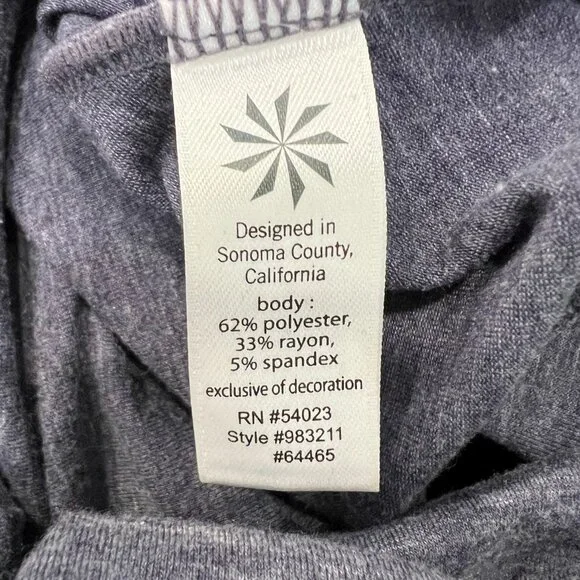 Designed in
Sonoma County,
California
body :
62% polyester,
33% rayon,
5% spandex
exclusive of decoration
RN #54023
Style #983211
#64465